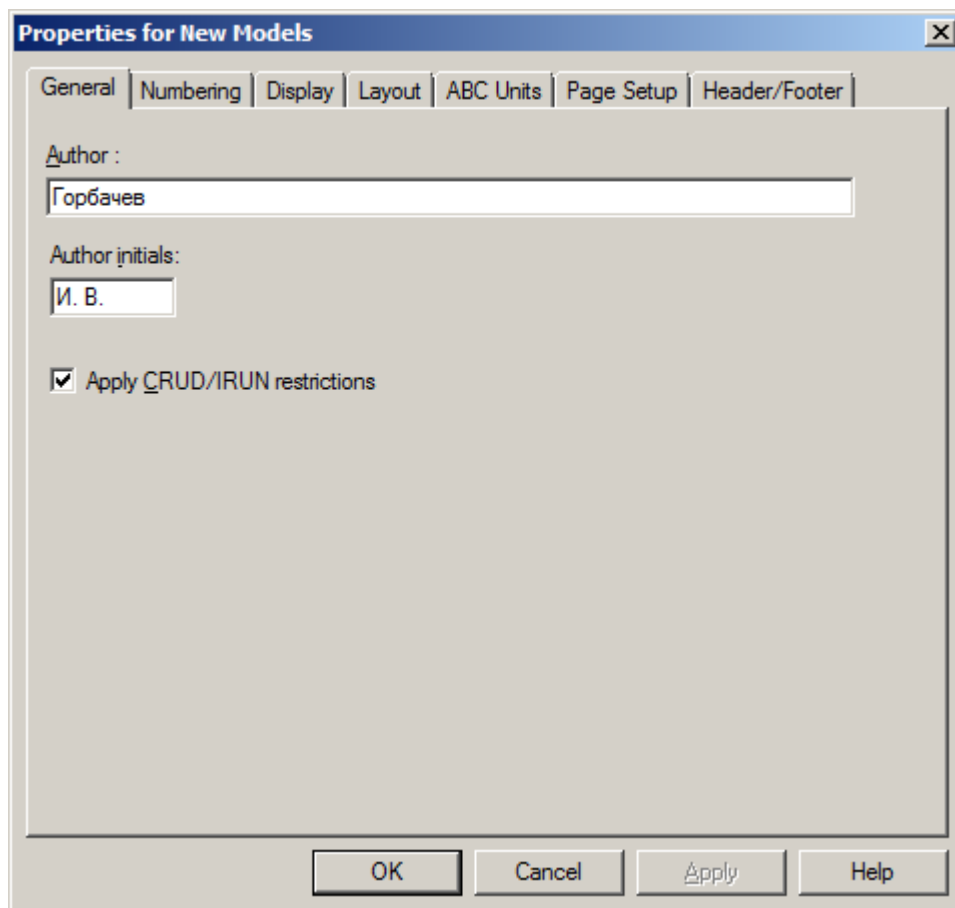 Properties for New Models
General Numbering Display Layout ABC Units Page Setup Header/Footer
Author :
Горбачев
Author initials:
И. В.
Apply CRUD/IRUN restrictions
OK Cancel Apply Help